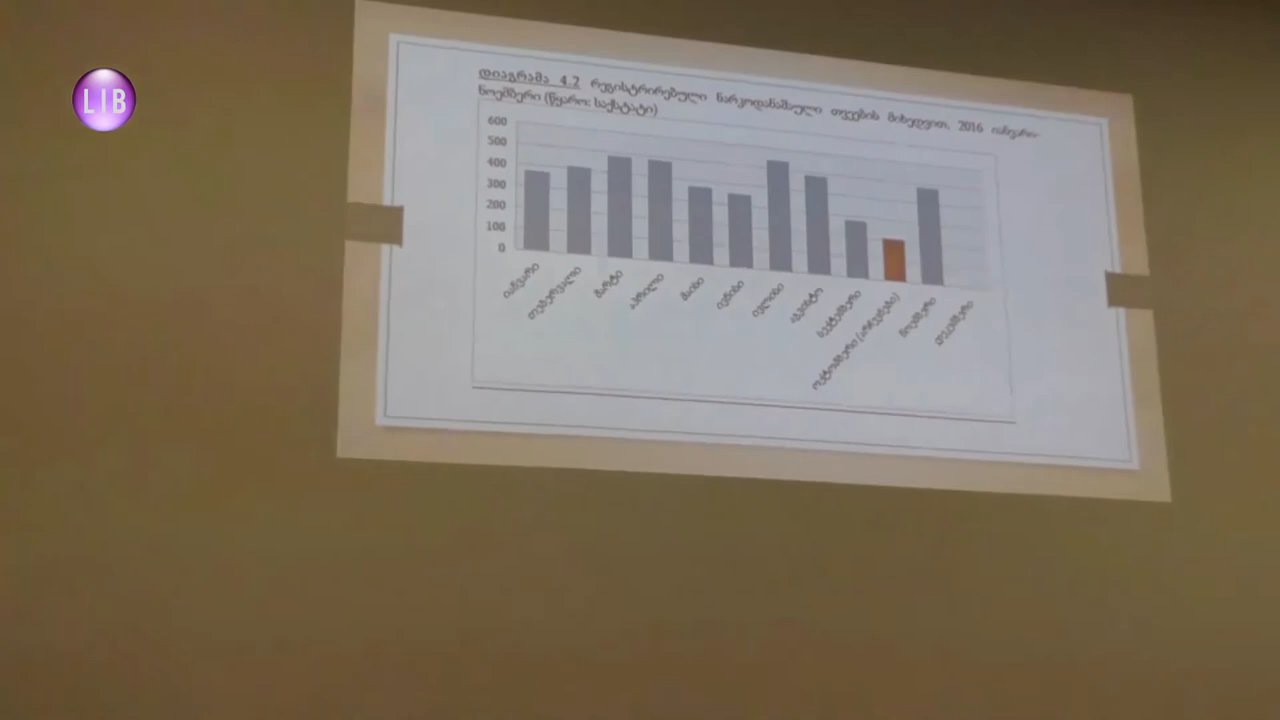 LIB
დიაგრამა 4.2 რეგისტრირებული ნარკოდანაშაული თვეების მიხედვით, 2016 იანვარი-
ნოემბერი (წყარო: საქსტატი)
600
500
400
300
200
100
0
იანვარი
თებერვალი
მარტი
აპრილი
მაისი
ივნისი
ივლისი
აგვისტო
სექტემბერი
ოქტომბერი (არჩევნები)
ნოემბერი
დეკემბერი